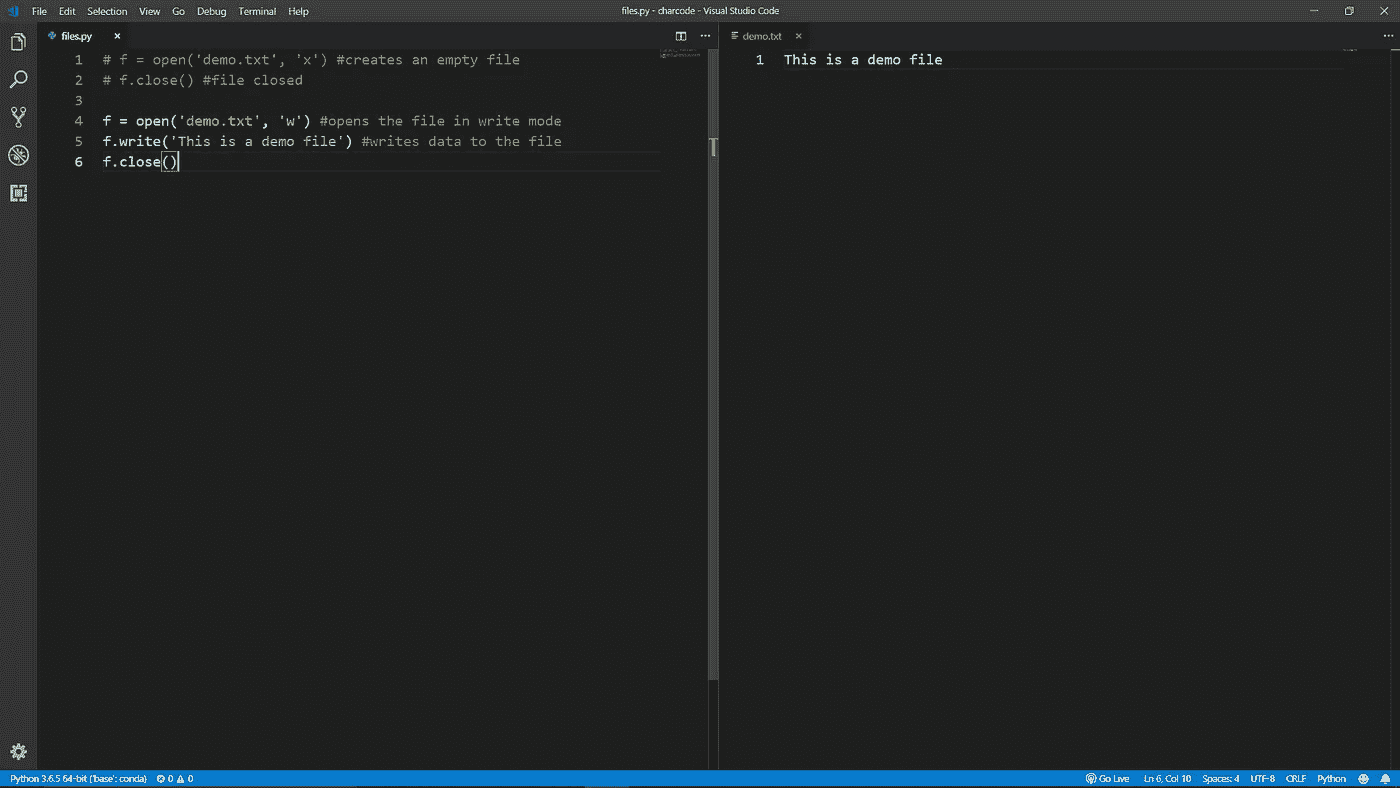 File Edit Selection View Go Debug Terminal Help
files.py - charcode - Visual Studio Code
files.py
demo.txt
1 # f = open('demo.txt', 'x') #creates an empty file
2 # f.close() #file closed
3
4 f = open('demo.txt', 'w') #opens the file in write mode
5 f.write('This is a demo file') #writes data to the file
6 f.close()
1 This is a demo file
Python 3.6.5 64-bit ('base': conda) 0 0
Go Live Ln 6, Col 10 Spaces: 4 UTF-8 CRLF Python